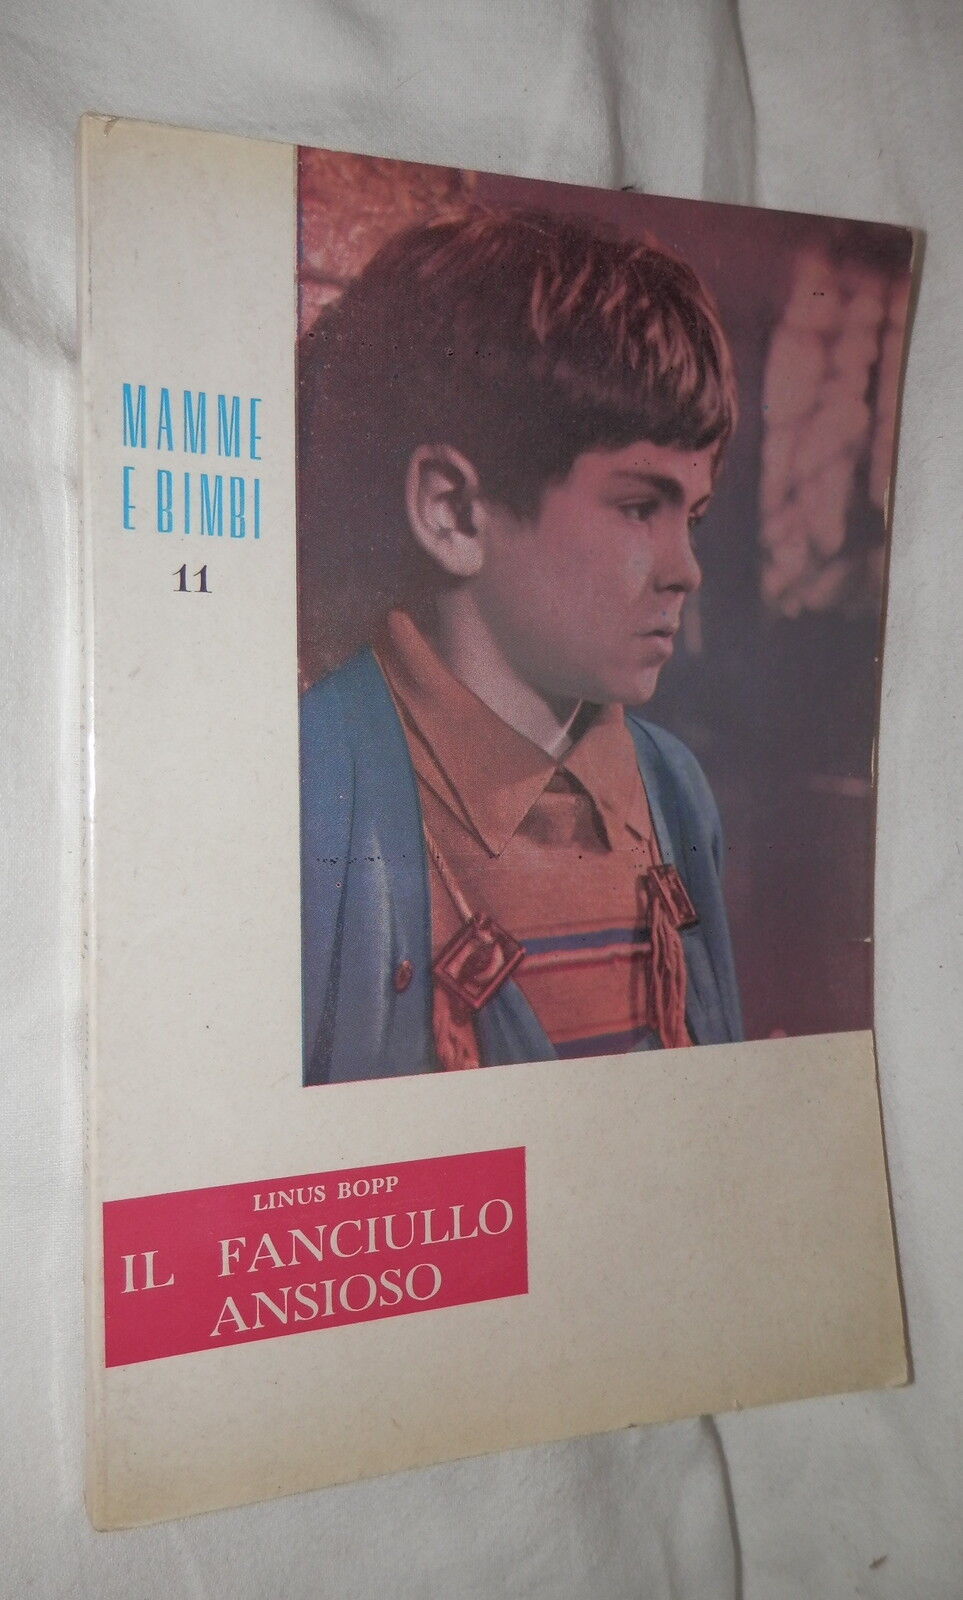 MAMME
E BIMBI
11
LINUS BOPP
IL FANCIULLO
ANSIOSO